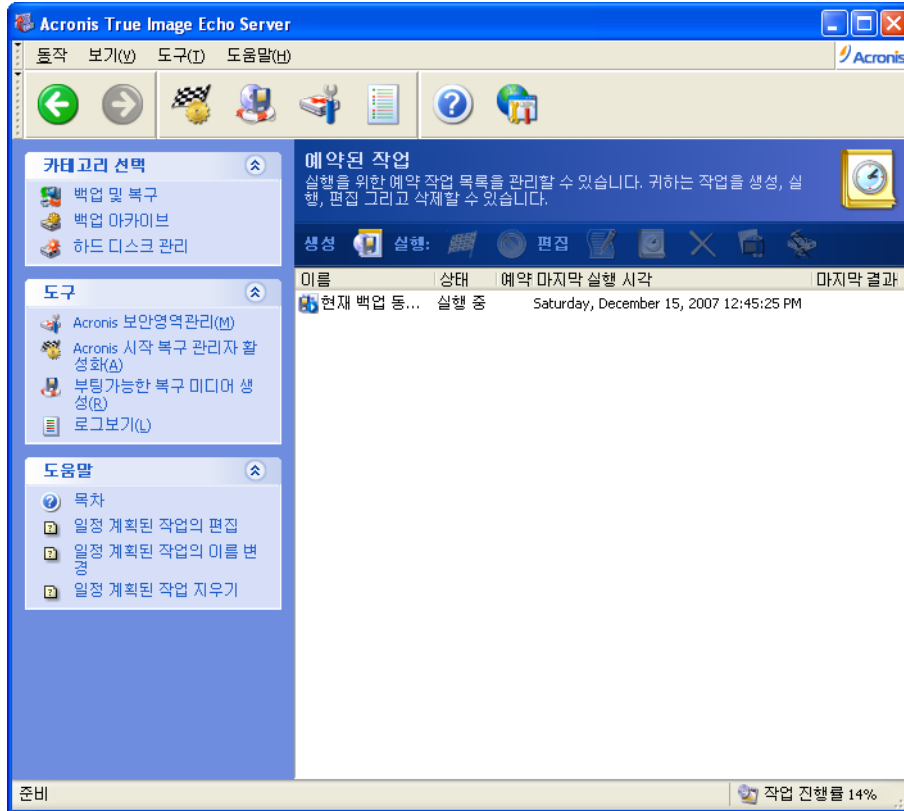 Acronis True Image Echo Server
동작 보기(V) 도구(T) 도움말(H)
Acronis
카테고리 선택
백업 및 복구
백업 아카이브
하드 디스크 관리
도구
Acronis 보안영역관리(M)
Acronis 시작 복구 관리자 활
성화(A)
부팅가능한 복구 미디어 생
성(R)
로그보기(L)
도움말
목차
일정 계획된 작업의 편집
일정 계획된 작업의 이름 변
경
일정 계획된 작업 지우기
예약된 작업
실행을 위한 예약 작업 목록을 관리할 수 있습니다. 귀하는 작업을 생성, 실
행, 편집 그리고 삭제할 수 있습니다.
생성 실행: 편집
이름 상태 예약 마지막 실행 시각 마지막 결과
현재 백업 동... 실행 중 Saturday, December 15, 2007 12:45:25 PM
준비 작업 진행률 14%